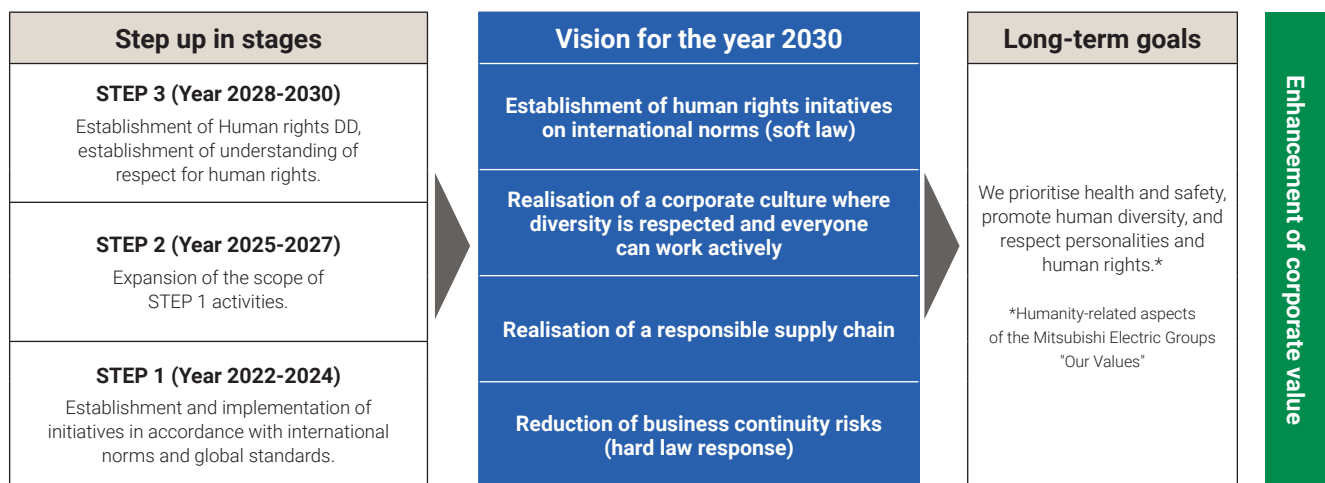 Step up in stages
STEP 3 (Year 2028-2030)
Establishment of Human rights DD,
establishment of understanding of
respect for human rights.
STEP 2 (Year 2025-2027)
Expansion of the scope of
STEP 1 activities.
STEP 1 (Year 2022-2024)
Establishment and implementation of
initiatives in accordance with international
norms and global standards.
Vision for the year 2030
Establishment of human rights initatives
on international norms (soft law)
Realisation of a corporate culture where
diversity is respected and everyone
can work actively
Realisation of a responsible supply chain
Reduction of business continuity risks
(hard law response)
Long-term goals
We prioritise health and safety,
promote human diversity, and
respect personalities and
human rights.*
*Humanity-related aspects
of the Mitsubishi Electric Groups
"Our Values"
Enhancement of corporate value